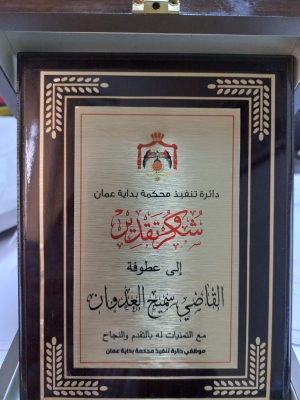 دائرة تنفيذ محكمة بداية عمان
شكر وتقدير
إلى عطوفة
القاضي سميح العدوان
مع التمنيات له بالتقدم والنجاح
موظفي دائرة تنفيذ محكمة بداية عمان